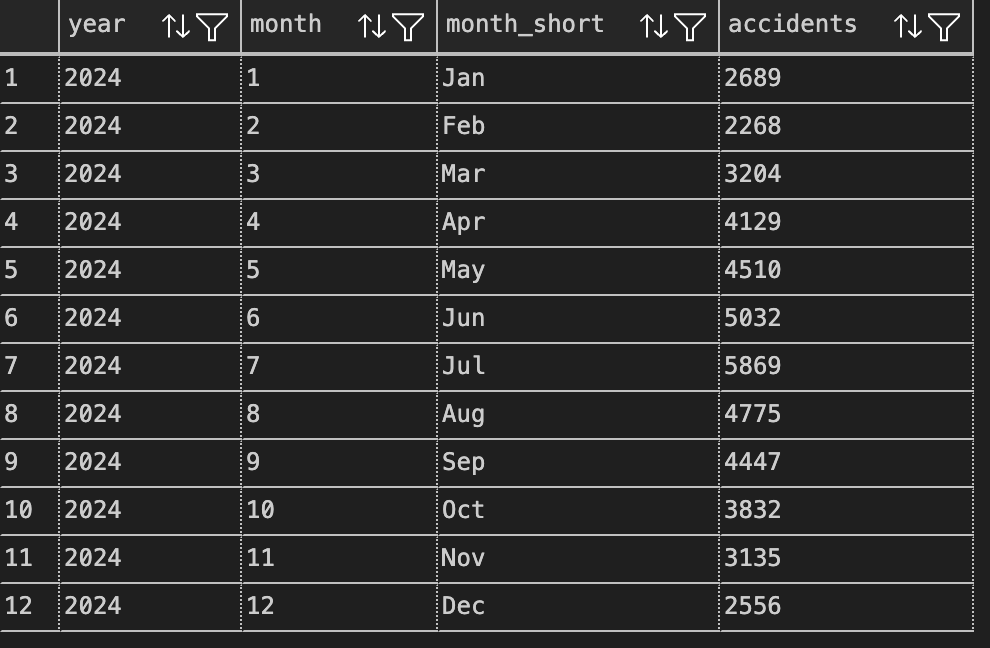 year month month_short accidents
1 2024 1 Jan 2689
2 2024 2 Feb 2268
3 2024 3 Mar 3204
4 2024 4 Apr 4129
5 2024 5 May 4510
6 2024 6 Jun 5032
7 2024 7 Jul 5869
8 2024 8 Aug 4775
9 2024 9 Sep 4447
10 2024 10 Oct 3832
11 2024 11 Nov 3135
12 2024 12 Dec 2556